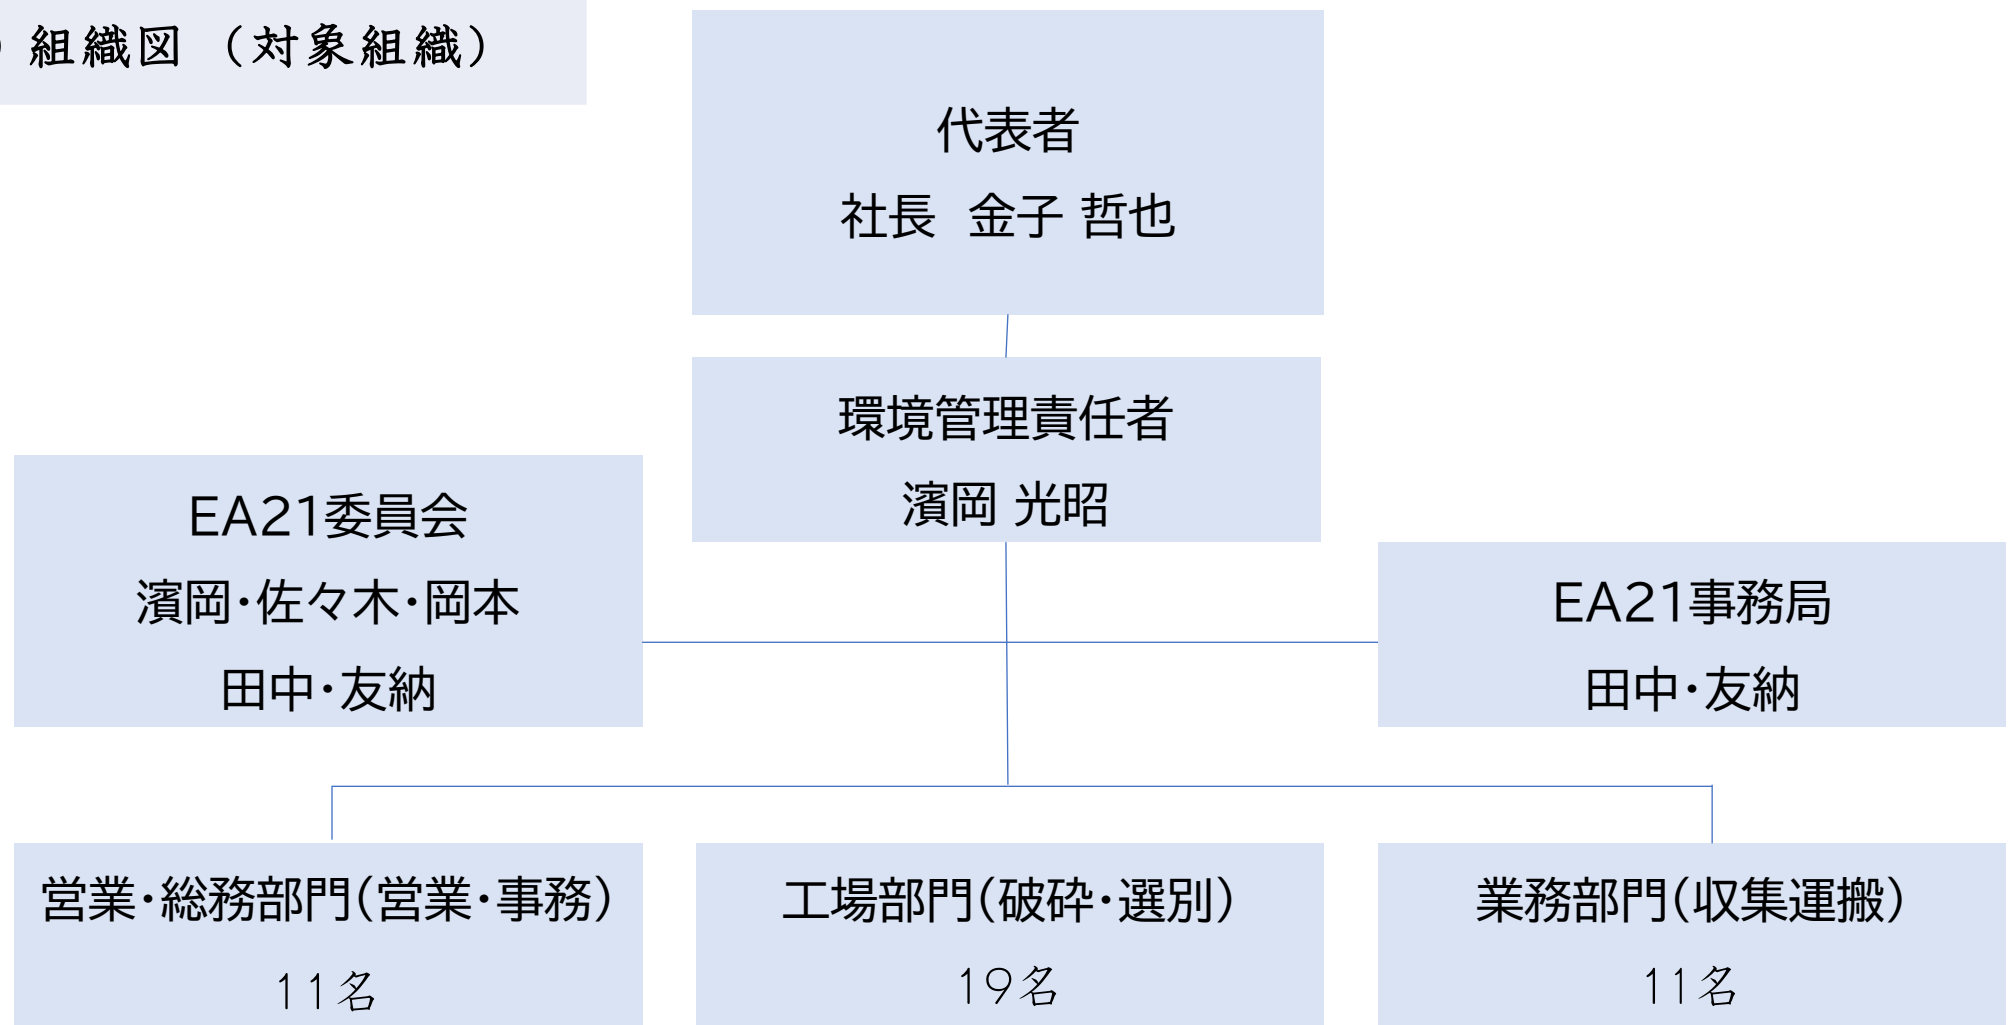 組織図 （対象組織）
代表者
社長 金子 哲也
環境管理責任者
濱岡 光昭
EA21委員会
濱岡・佐々木・岡本
田中・友納
EA21事務局
田中・友納
営業・総務部門(営業・事務)
11名
工場部門(破砕・選別)
19名
業務部門(収集運搬)
11名